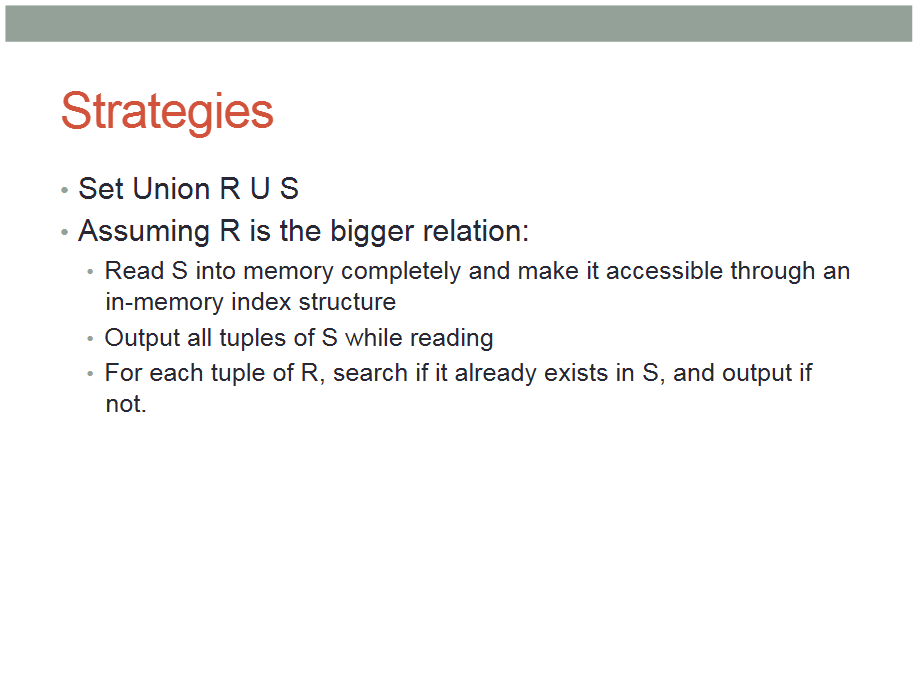 Strategies
• Set Union R U S
• Assuming R is the bigger relation:
• Read S into memory completely and make it accessible through an
in-memory index structure
• Output all tuples of S while reading
• For each tuple of R, search if it already exists in S, and output if
not.